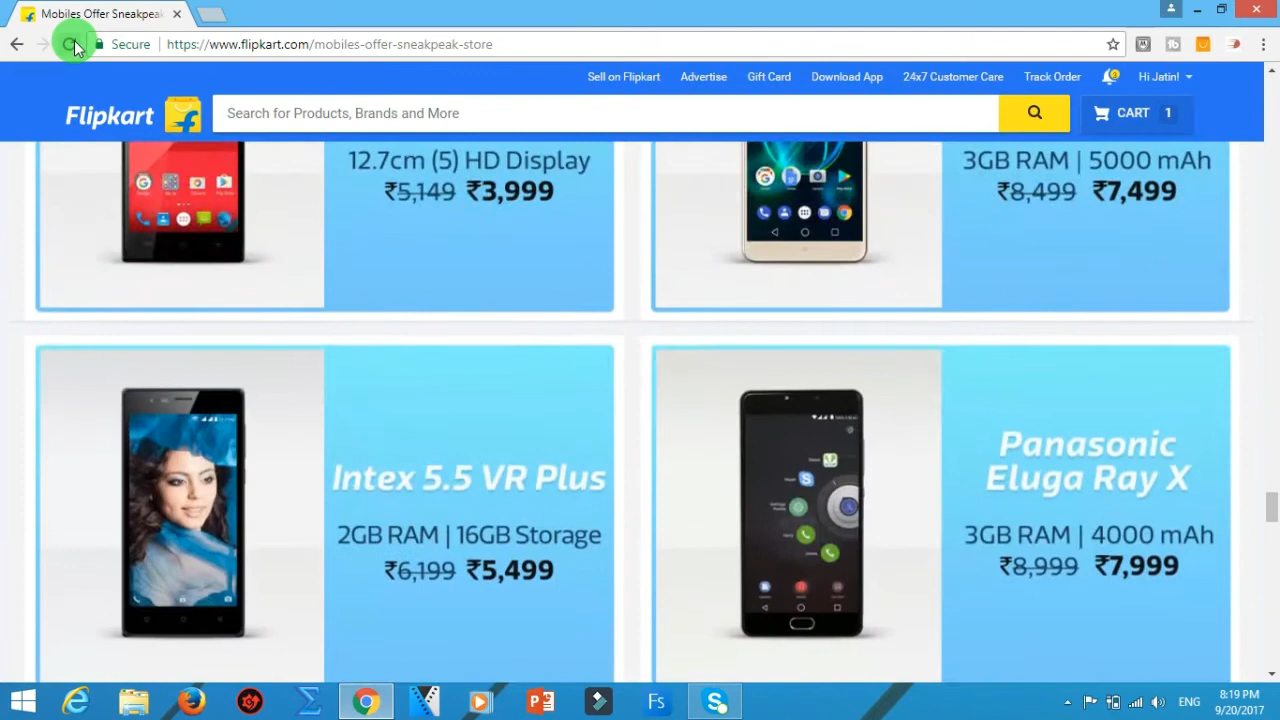 Mobiles Offer Sneakpeak
Secure
https://www.flipkart.com/mobiles-offer-sneakpeak-store
Sell on Flipkart
Advertise
Gift Card
Download App
24x7 Customer Care
Track Order
Hi Jatin!
Flipkart
Search for Products, Brands and More
CART 1
12.7cm (5) HD Display
₹5,149 ₹3,999
3GB RAM | 5000 mAh
₹8,499 ₹7,499
Intex 5.5 VR Plus
2GB RAM | 16GB Storage
₹6,199 ₹5,499
Panasonic
Eluga Ray X
3GB RAM | 4000 mAh
₹8,999 ₹7,999
Fs
ENG
8:19 PM
9/20/2017